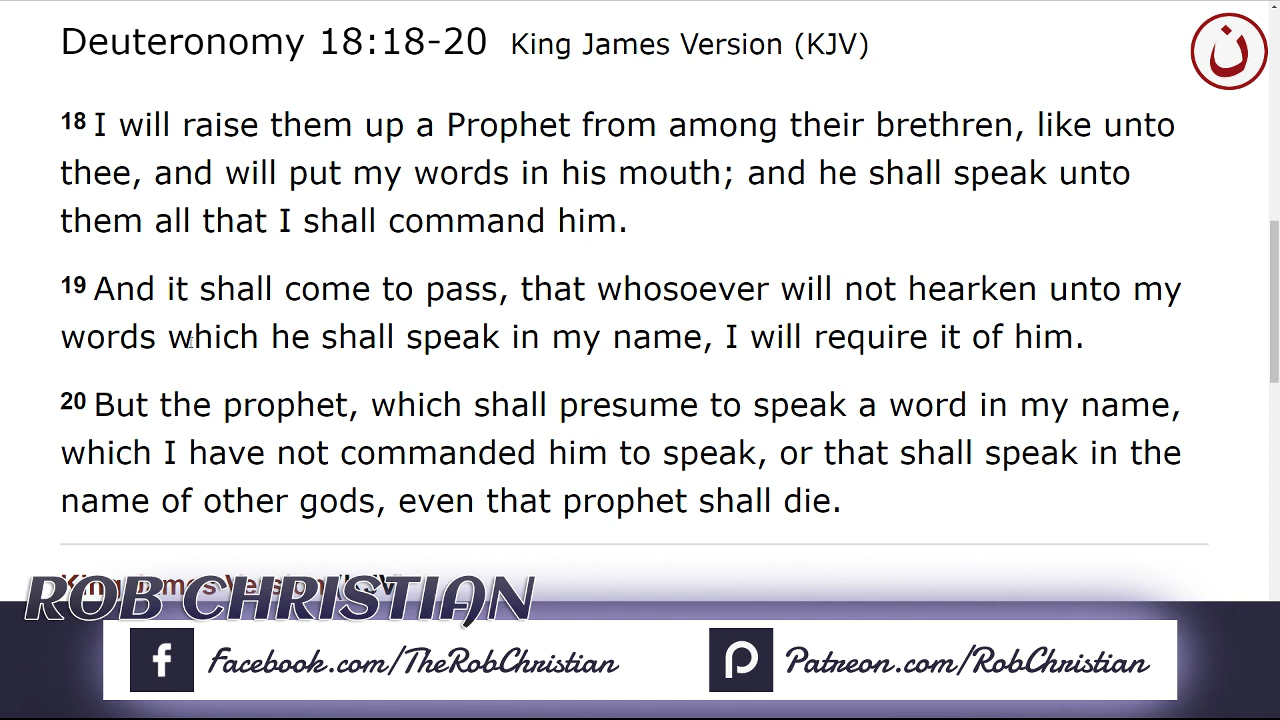 Deuteronomy 18:18-20 King James Version (KJV)
ن
18 I will raise them up a Prophet from among their brethren, like unto
thee, and will put my words in his mouth; and he shall speak unto
them all that I shall command him.
19 And it shall come to pass, that whosoever will not hearken unto my
words which he shall speak in my name, I will require it of him.
20 But the prophet, which shall presume to speak a word in my name,
which I have not commanded him to speak, or that shall speak in the
name of other gods, even that prophet shall die.
King James Version (KJV)
ROB CHRISTIAN
Facebook.com/TheRobChristian
Patreon.com/RobChristian